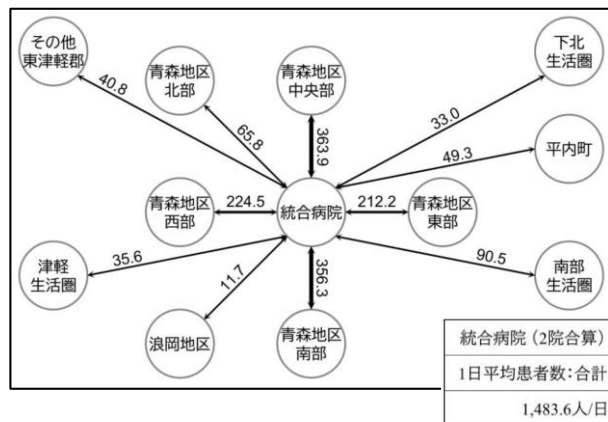 その他
東津軽郡
青森地区
北部
青森地区
中央部
下北
生活圏
平内町
40.8
65.8
363.9
33.0
49.3
青森地区
西部
224.5
統合病院
212.2
青森地区
東部
津軽
生活圏
35.6
11.7
356.3
90.5
南部
生活圏
浪岡地区
青森地区
南部
統合病院（2院合算）
1日平均患者数：合計
1,483.6人/日